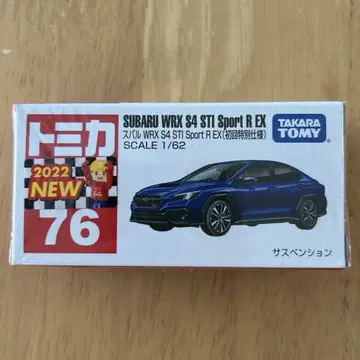 トミカ
2022
NEW
76
SUBARU WRX S4 STI Sport R EX
スバル WRX S4 STI Sport R EX(初回特別仕様)
SCALE 1/62
TAKARA
TOMY
サスペンション